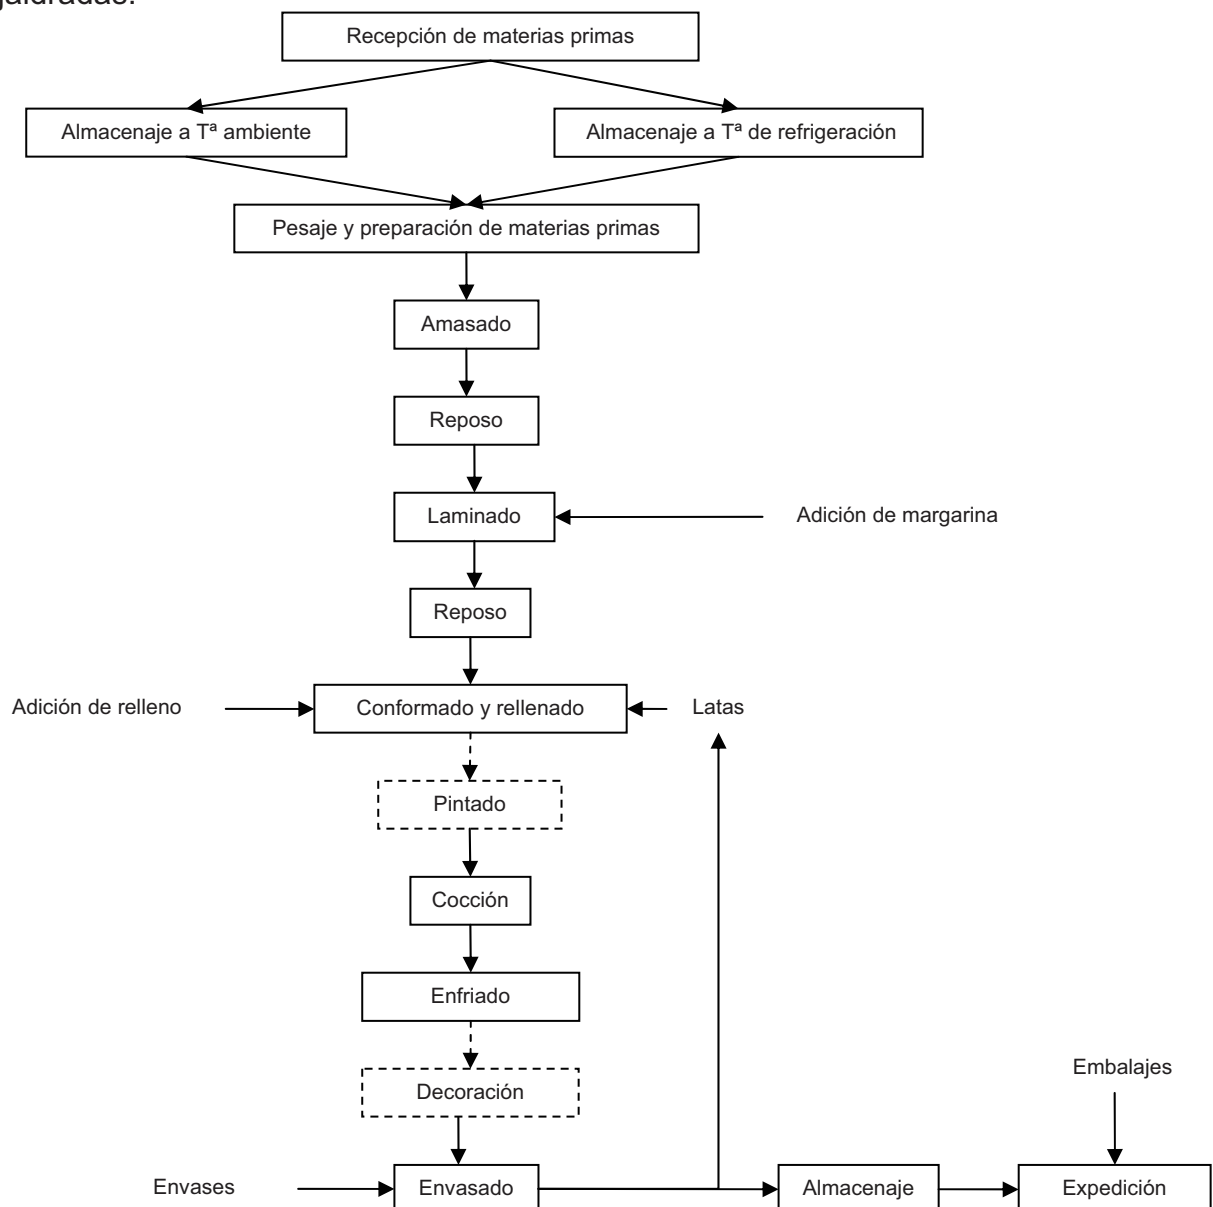 jaldradas.
Recepción de materias primas
Almacenaje a Tª ambiente
Almacenaje a Tª de refrigeración
Pesaje y preparación de materias primas
Amasado
Reposo
Laminado
Adición de margarina
Reposo
Adición de relleno
Conformado y rellenado
Latas
Pintado
Cocción
Enfriado
Decoración
Embalajes
Envases
Envasado
Almacenaje
Expedición